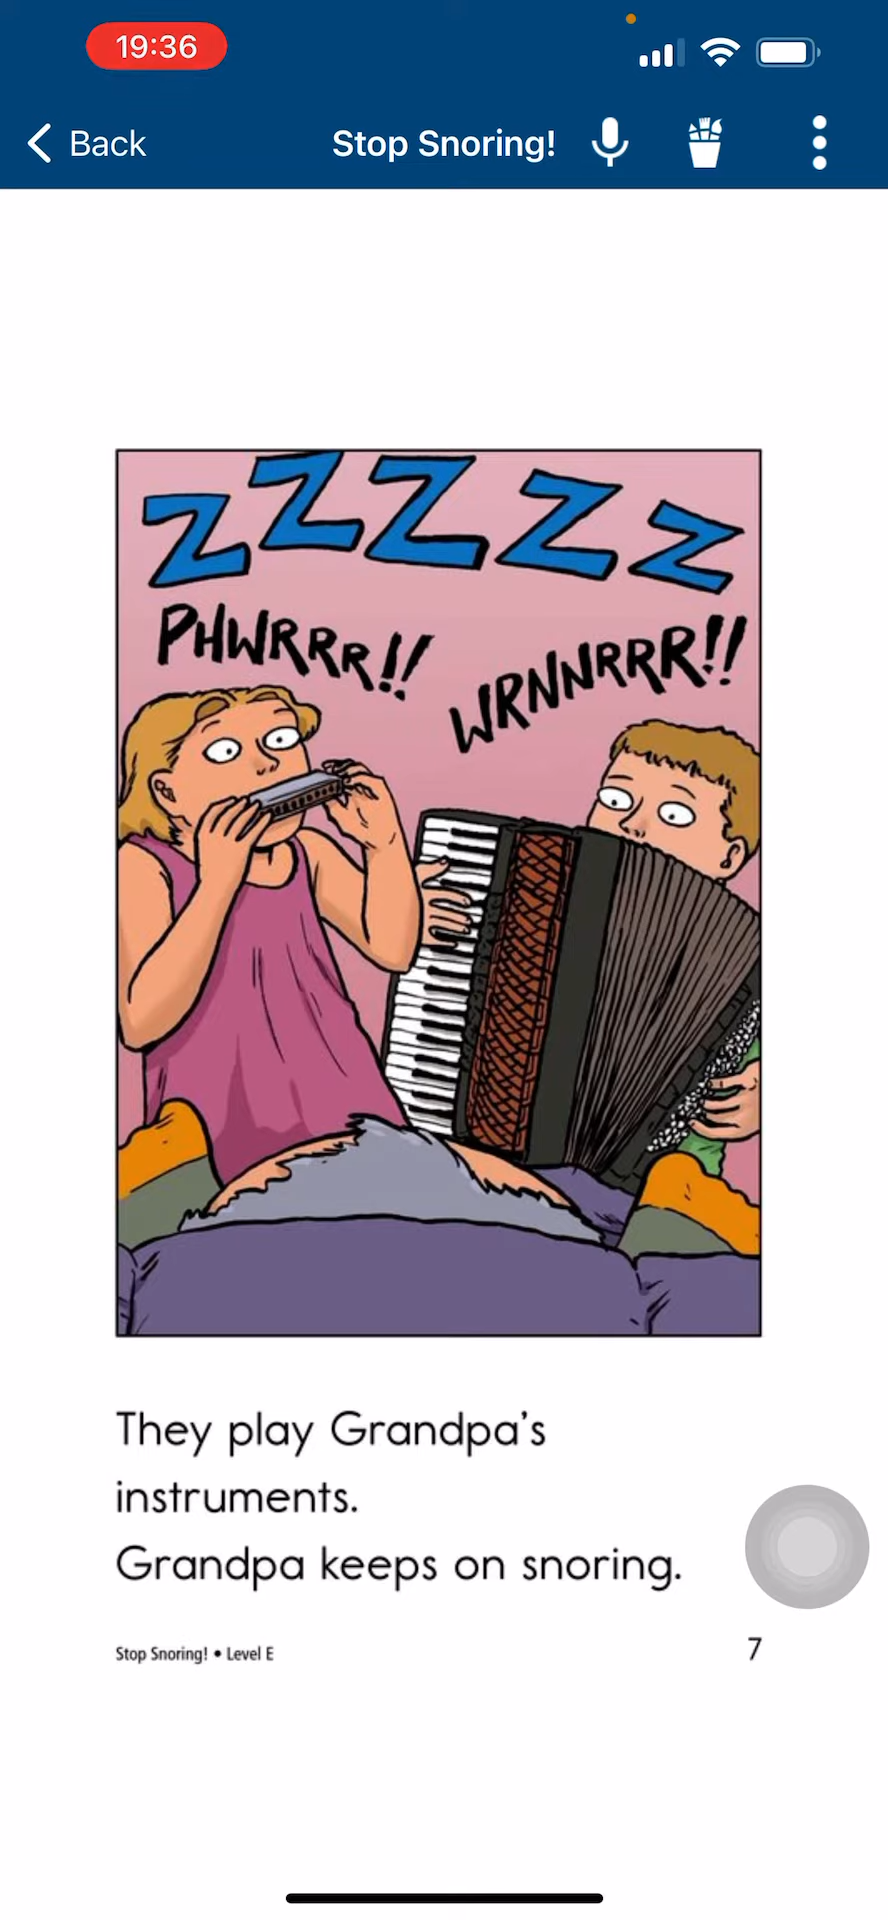 19:36
Back
Stop Snoring!
ZZZZZ
PHWRRR!!
WRNNRRR!!
They play Grandpa's
instruments.
Grandpa keeps on snoring.
Stop Snoring! • Level E
7